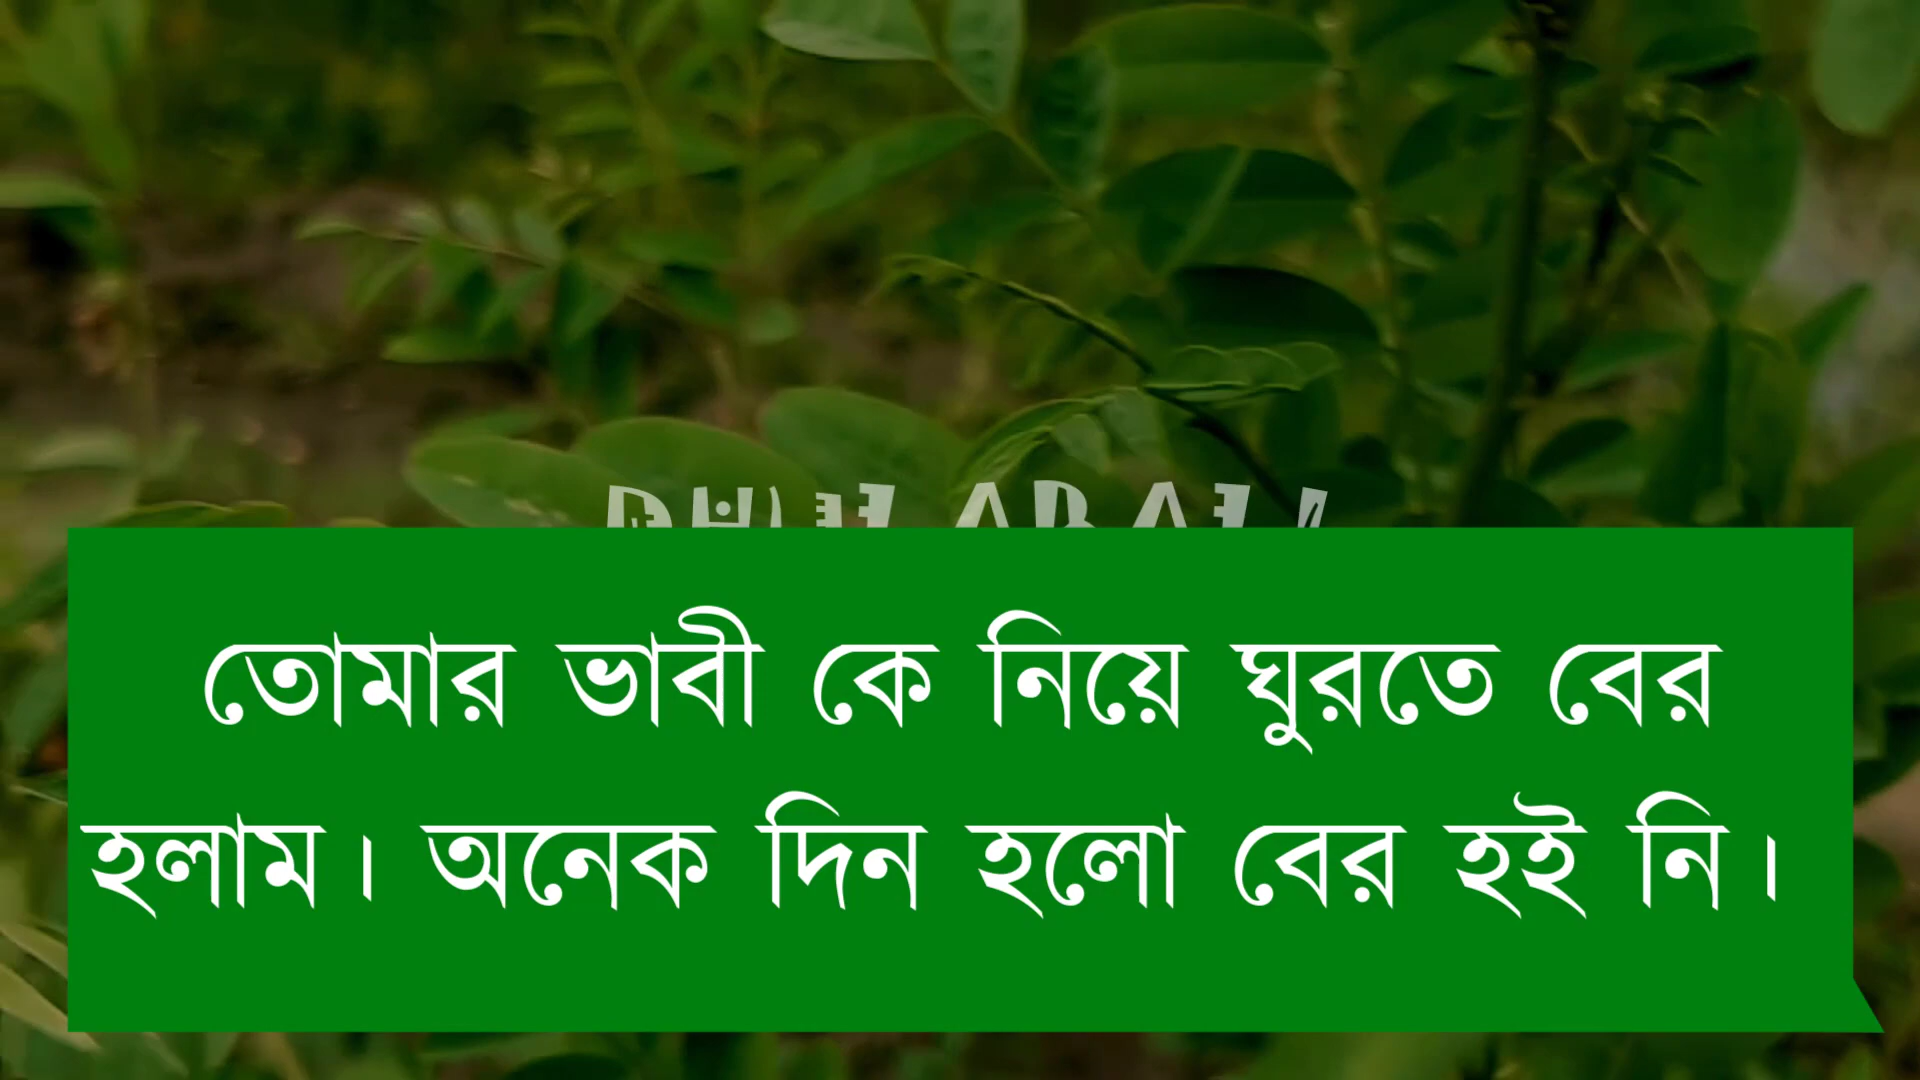 তোমার ভাবী কে নিয়ে ঘুরতে বের
হলাম। অনেক দিন হলো বের হই নি।